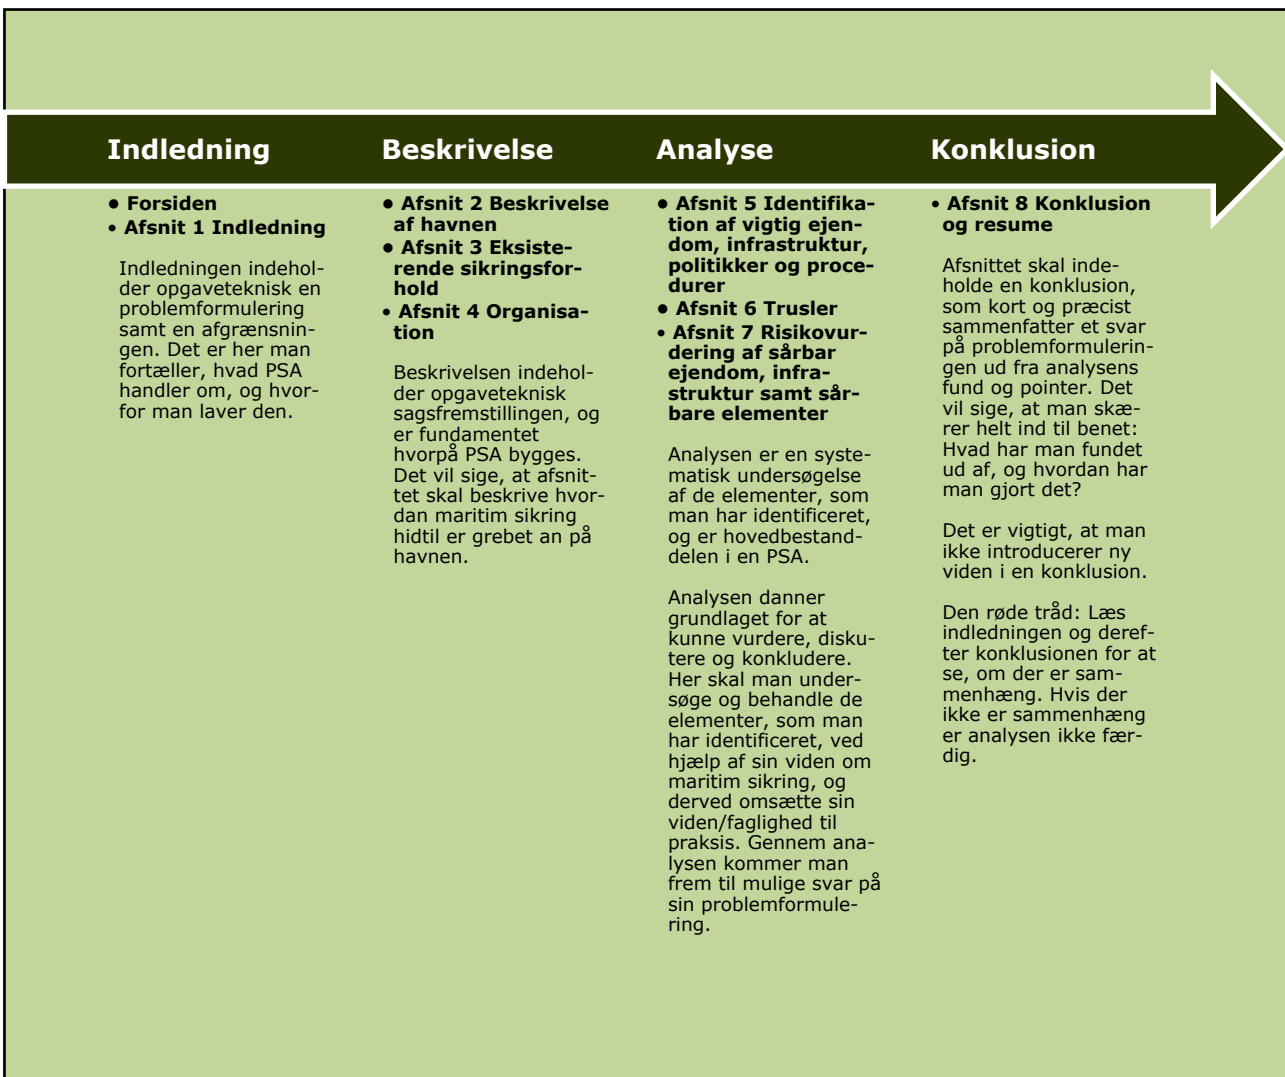 Indledning
• Forsiden
• Afsnit 1 Indledning
Indledningen indehol-
der opgaveteknisk en
problemformulering
samt en afgrænsnin-
gen. Det er her man
fortæller, hvad PSA
handler om, og hvor-
for man laver den.
Beskrivelse
• Afsnit 2 Beskrivelse
af havnen
• Afsnit 3 Eksiste-
rende sikringsfor-
hold
• Afsnit 4 Organisa-
tion
Beskrivelsen indehol-
der opgaveteknisk
sagsfremstillingen, og
er fundamentet
hvorpå PSA bygges.
Det vil sige, at afsnit-
tet skal beskrive hvor-
dan maritim sikring
hidtil er grebet an på
havnen.
Analyse
• Afsnit 5 Identifika-
tion af vigtig ejen-
dom, infrastruktur,
politikker og proce-
durer
• Afsnit 6 Trusler
• Afsnit 7 Risikovur-
dering af sårbar
ejendom, infra-
struktur samt sår-
bare elementer
Analysen er en syste-
matisk undersøgelse
af de elementer, som
man har identificeret,
og er hovedbestand-
delen i en PSA.
Analysen danner
grundlaget for at
kunne vurdere, disku-
tere og konkludere.
Her skal man under-
søge og behandle de
elementer, som man
har identificeret, ved
hjælp af sin viden om
maritim sikring, og
derved omsætte sin
viden/faglighed til
praksis. Gennem ana-
lysen kommer man
frem til mulige svar på
sin problemformule-
ring.
Konklusion
• Afsnit 8 Konklusion
og resume
Afsnittet skal inde-
holde en konklusion,
som kort og præcist
sammenfatter et svar
på problemformulerin-
gen ud fra analysens
fund og pointer. Det
vil sige, at man skæ-
rer helt ind til benet:
Hvad har man fundet
ud af, og hvordan har
man gjort det?
Det er vigtigt, at man
ikke introducerer ny
viden i en konklusion.
Den røde tråd: Læs
indledningen og deref-
ter konklusionen for at
se, om der er sam-
menhæng. Hvis der
ikke er sammenhæng
er analysen ikke fær-
dig.